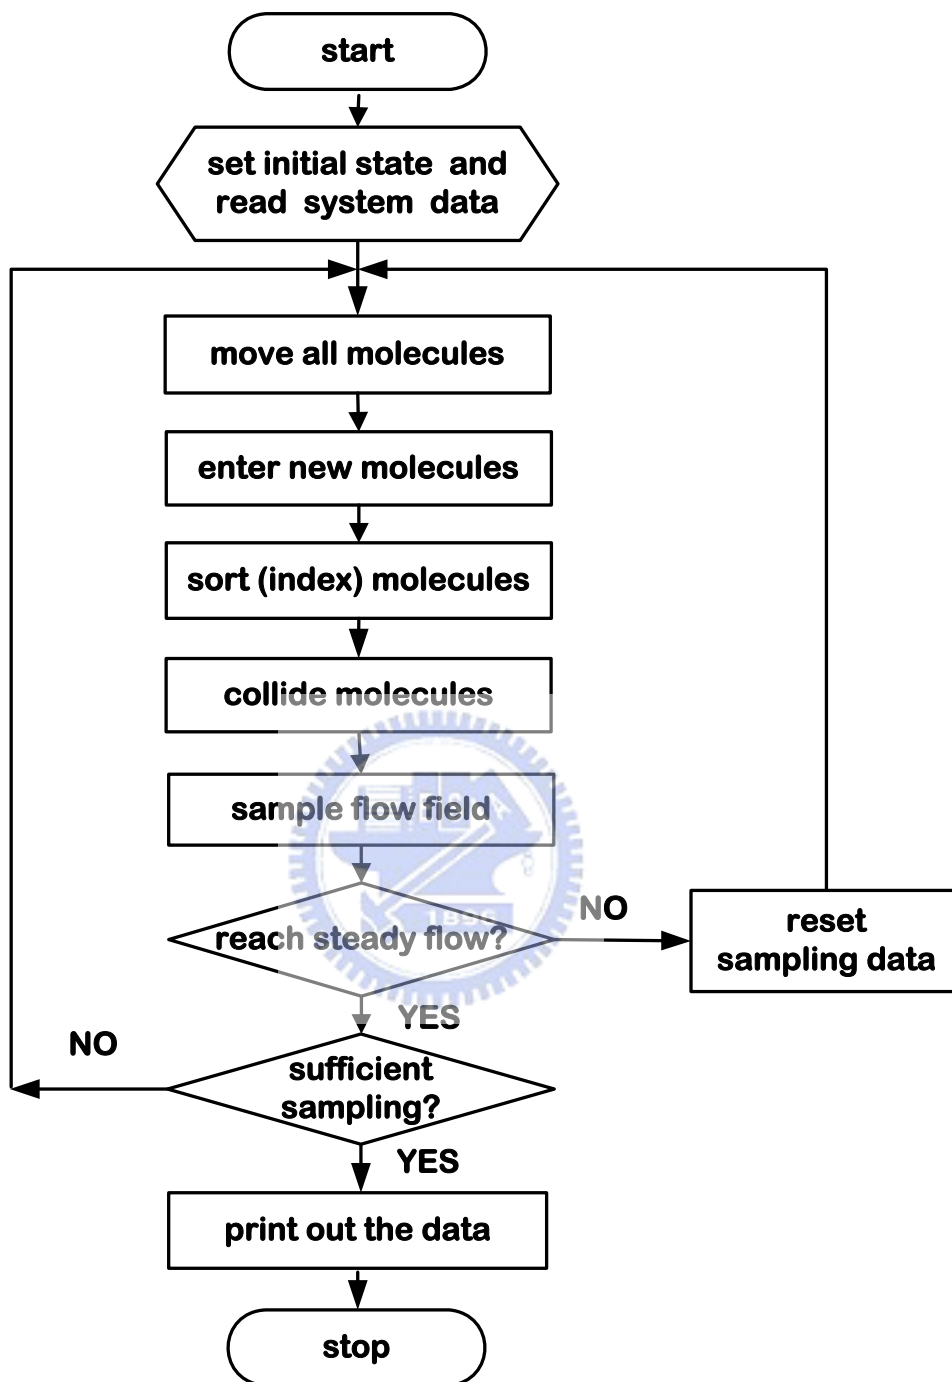 start
set initial state and
read system data
move all molecules
enter new molecules
sort (index) molecules
collide molecules
sample flow field
reach steady flow?
NO
reset
sampling data
YES
NO
sufficient
sampling?
YES
print out the data
stop
1896